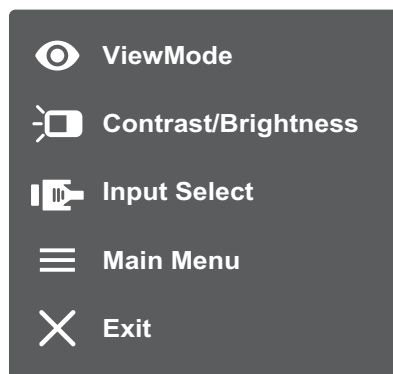 ViewMode
Contrast/Brightness
Input Select
Main Menu
Exit